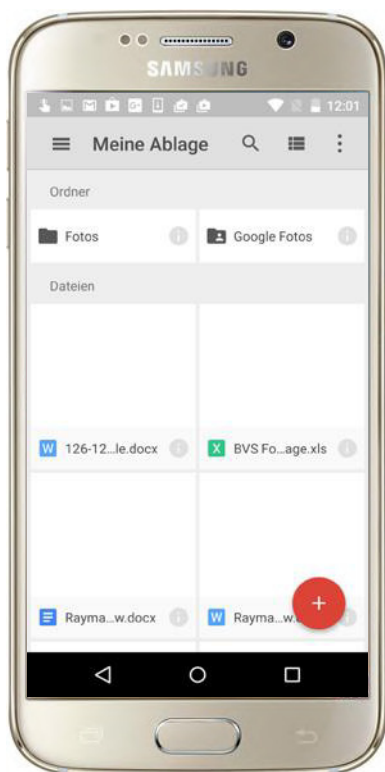 SAMSUNG
12:01
Meine Ablage
Ordner
Fotos
Google Fotos
Dateien
W 126-12...le.docx
X BVS Fo...age.xls
Rayma...w.docx
W Rayma...w.